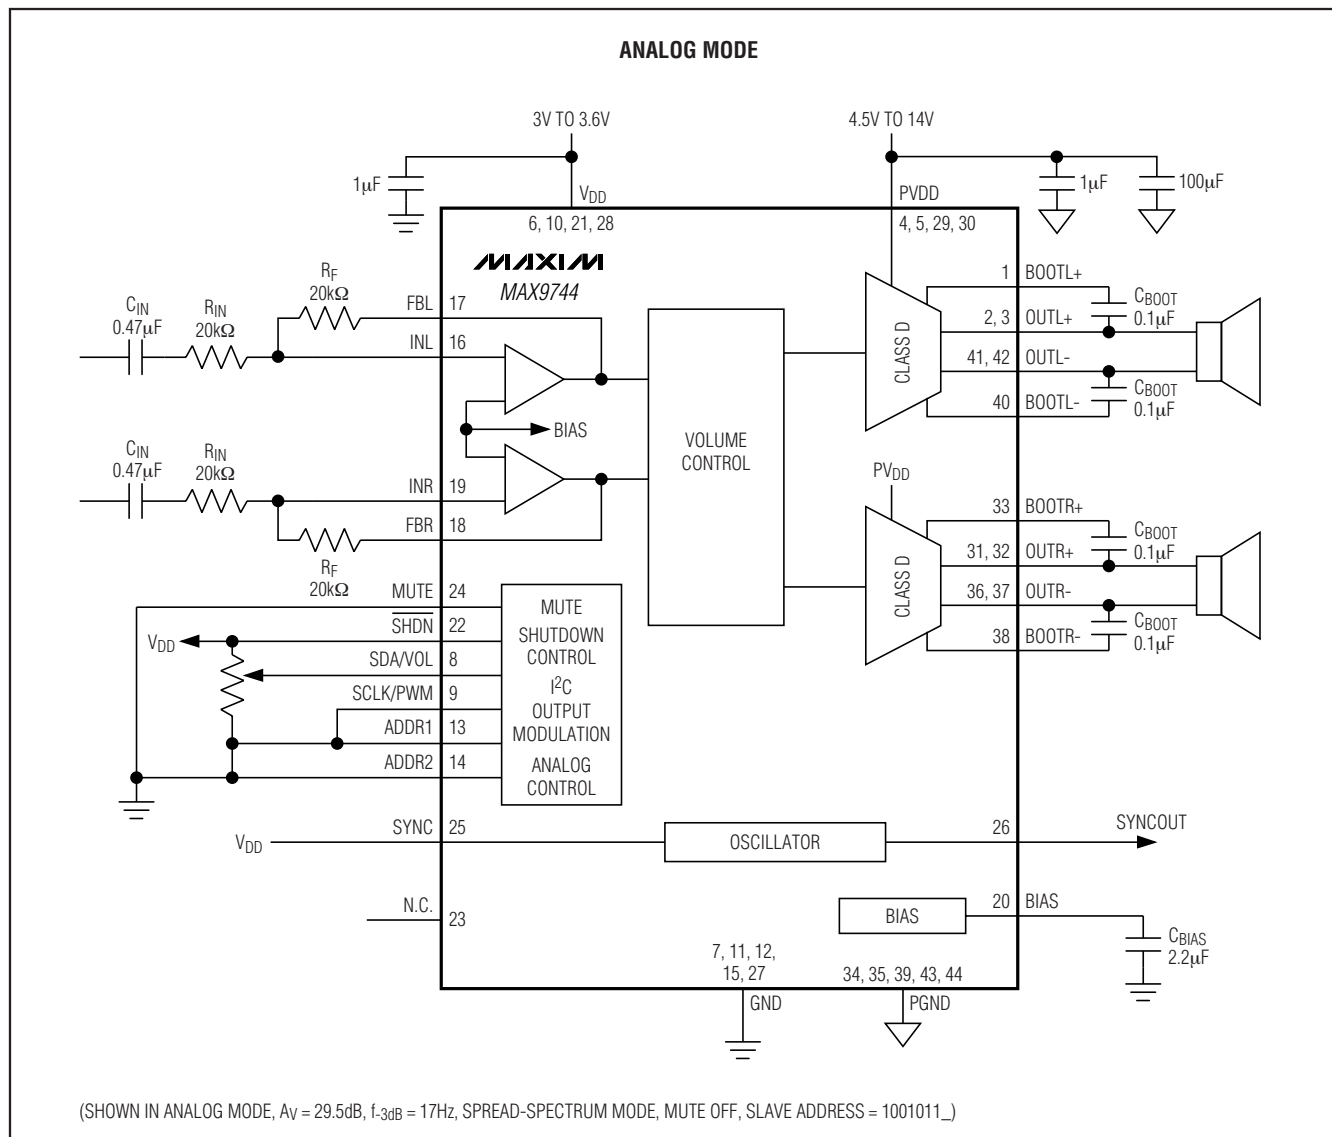 ANALOG MODE
3V TO 3.6V
4.5V TO 14V
1µF
VDD
PVDD
1µF
100µF
6, 10, 21, 28
4, 5, 29, 30
MAXIM
MAX9744
CIN
0.47µF
RIN
20kΩ
RF
20kΩ
FBL
17
INL
16
BIAS
CIN
0.47µF
RIN
20kΩ
INR
19
FBR
18
RF
20kΩ
VOLUME
CONTROL
CLASS D
1
BOOTL+
2, 3
OUTL+
41, 42
OUTL-
40
BOOTL-
CBOOT
0.1µF
CBOOT
0.1µF
PVDD
CLASS D
33
BOOTR+
31, 32
OUTR+
36, 37
OUTR-
38
BOOTR-
CBOOT
0.1µF
CBOOT
0.1µF
MUTE
24
SHDN
22
VDD
SDA/VOL
8
SCLK/PWM
9
ADDR1
13
ADDR2
14
MUTE
SHUTDOWN
CONTROL
I2C
OUTPUT
MODULATION
ANALOG
CONTROL
VDD
SYNC
25
OSCILLATOR
26
SYNCOUT
N.C.
23
BIAS
20
BIAS
CBIAS
2.2µF
7, 11, 12,
15, 27
34, 35, 39, 43, 44
GND
PGND
(SHOWN IN ANALOG MODE, AV = 29.5dB, f-3dB = 17Hz, SPREAD-SPECTRUM MODE, MUTE OFF, SLAVE ADDRESS = 1001011_)